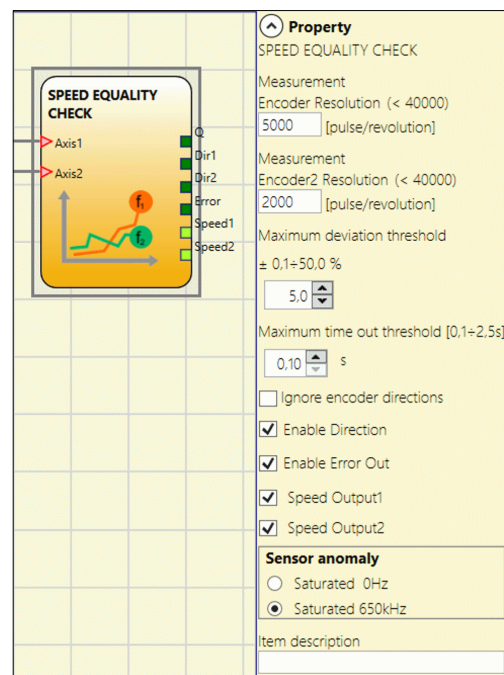 Property
SPEED EQUALITY CHECK
SPEED EQUALITY
CHECK
Axis1
Axis2
Q
Dir1
Dir2
Error
Speed1
Speed2
f1
f2
Measurement
Encoder Resolution (< 40000)
5000 [pulse/revolution]
Measurement
Encoder2 Resolution (< 40000)
2000 [pulse/revolution]
Maximum deviation threshold
± 0,1÷50,0 %
5,0
Maximum time out threshold [0,1÷2,5s]
0,10 s
Ignore encoder directions
Enable Direction
Enable Error Out
Speed Output1
Speed Output2
Sensor anomaly
Saturated 0Hz
Saturated 650kHz
Item description